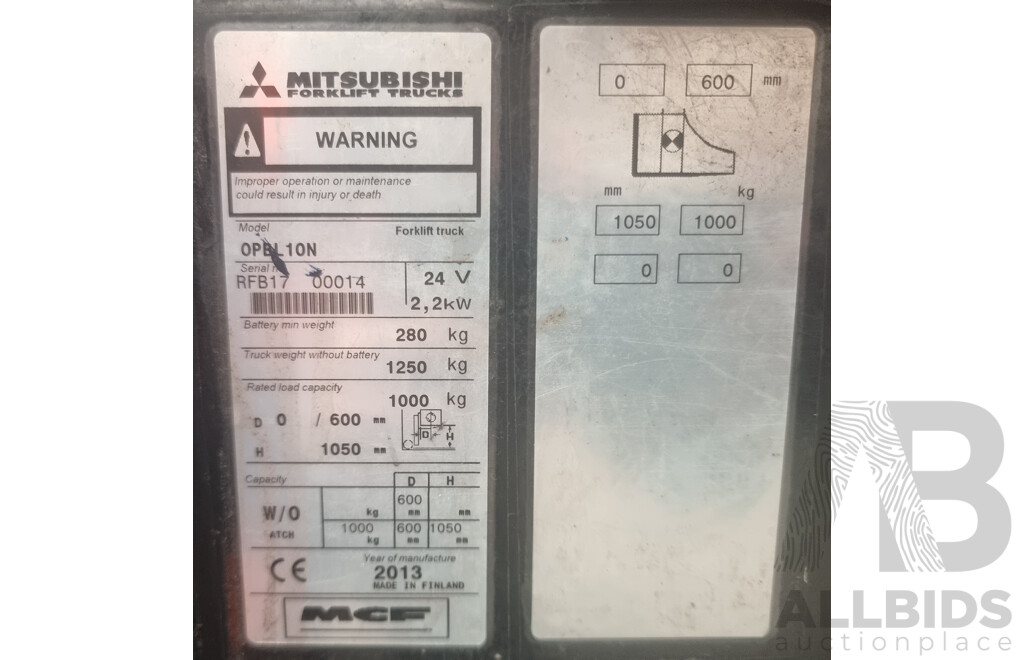 MITSUBISHI
FORKLIFT TRUCKS
WARNING
Improper operation or maintenance
could result in injury or death.
Model
Forklift truck
OPBL10N
Serial
RFB17 00014
24 V
2,2kW
Battery min weight
280 kg
Truck weight without battery
1250 kg
Rated load capacity
1000 kg
D 0 / 600 mm
D
H
H 1050 mm
Capacity D H
W/O
ATCH
600
kg mm mm
1000 600 1050
kg mm mm
CE
Year of manufacture
2013
MADE IN FINLAND
MCF
0 600 mm
mm kg
1050 1000
0 0
AB
ALLBIDS
auctionplace